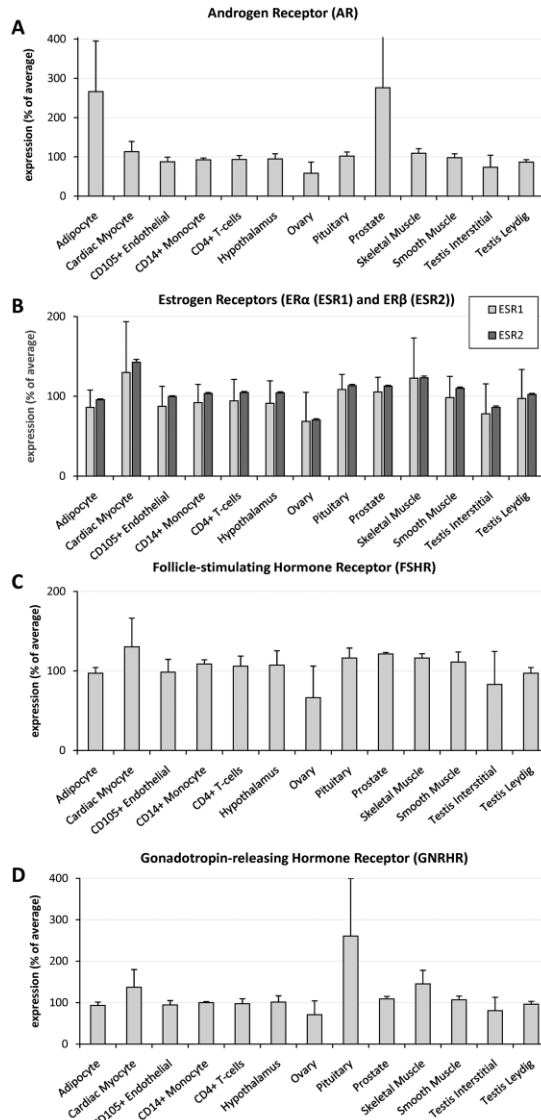 A
Androgen Receptor (AR)
expression (% of average)
400
300
200
100
0
Adipocyte
Cardiac Myocyte
CD105+ Endothelial
CD14+ Monocyte
CD4+ T-cells
Hypothalamus
Ovary
Pituitary
Prostate
Skeletal Muscle
Smooth Muscle
Testis Interstitial
Testis Leydig
B
Estrogen Receptors (ERα (ESR1) and ERβ (ESR2))
ESR1
ESR2
expression (% of average)
200
100
0
Adipocyte
Cardiac Myocyte
CD105+ Endothelial
CD14+ Monocyte
CD4+ T-cells
Hypothalamus
Ovary
Pituitary
Prostate
Skeletal Muscle
Smooth Muscle
Testis Interstitial
Testis Leydig
C
Follicle-stimulating Hormone Receptor (FSHR)
expression (% of average)
200
100
0
Adipocyte
Cardiac Myocyte
CD105+ Endothelial
CD14+ Monocyte
CD4+ T-cells
Hypothalamus
Ovary
Pituitary
Prostate
Skeletal Muscle
Smooth Muscle
Testis Interstitial
Testis Leydig
Gonadotropin-releasing Hormone Receptor (GNRHR)
D
expression (% of average)
400
300
200
100
0
Adipocyte
Cardiac Myocyte
CD105+ Endothelial
CD14+ Monocyte
CD4+ T-cells
Hypothalamus
Ovary
Pituitary
Prostate
Skeletal Muscle
Smooth Muscle
Testis Interstitial
Testis Leydig